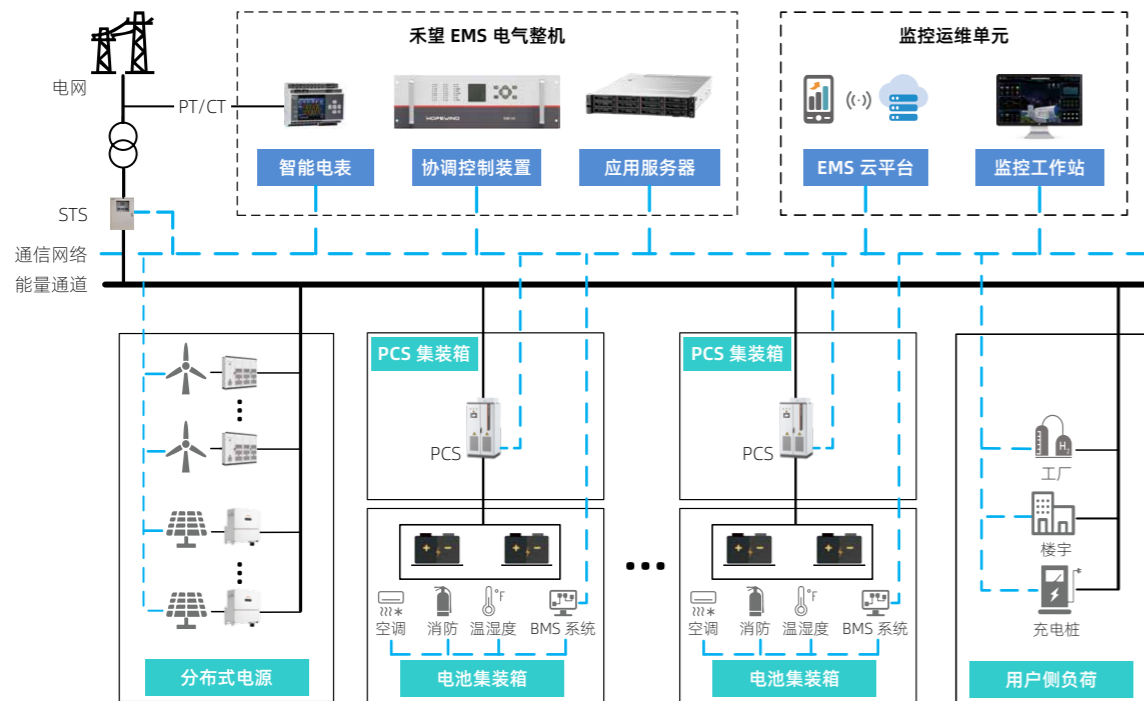 禾望 EMS 电气整机
监控运维单元
电网
PT/CT
HOPEWIND
智能电表
协调控制装置
应用服务器
EMS 云平台
监控工作站
STS
通信网络
能量通道
PCS 集装箱
PCS 集装箱
PCS
PCS
H₂
工厂
楼宇
°F
°F
空调
消防
温湿度
BMS 系统
空调
消防
温湿度
BMS 系统
充电桩
分布式电源
电池集装箱
电池集装箱
用户侧负荷